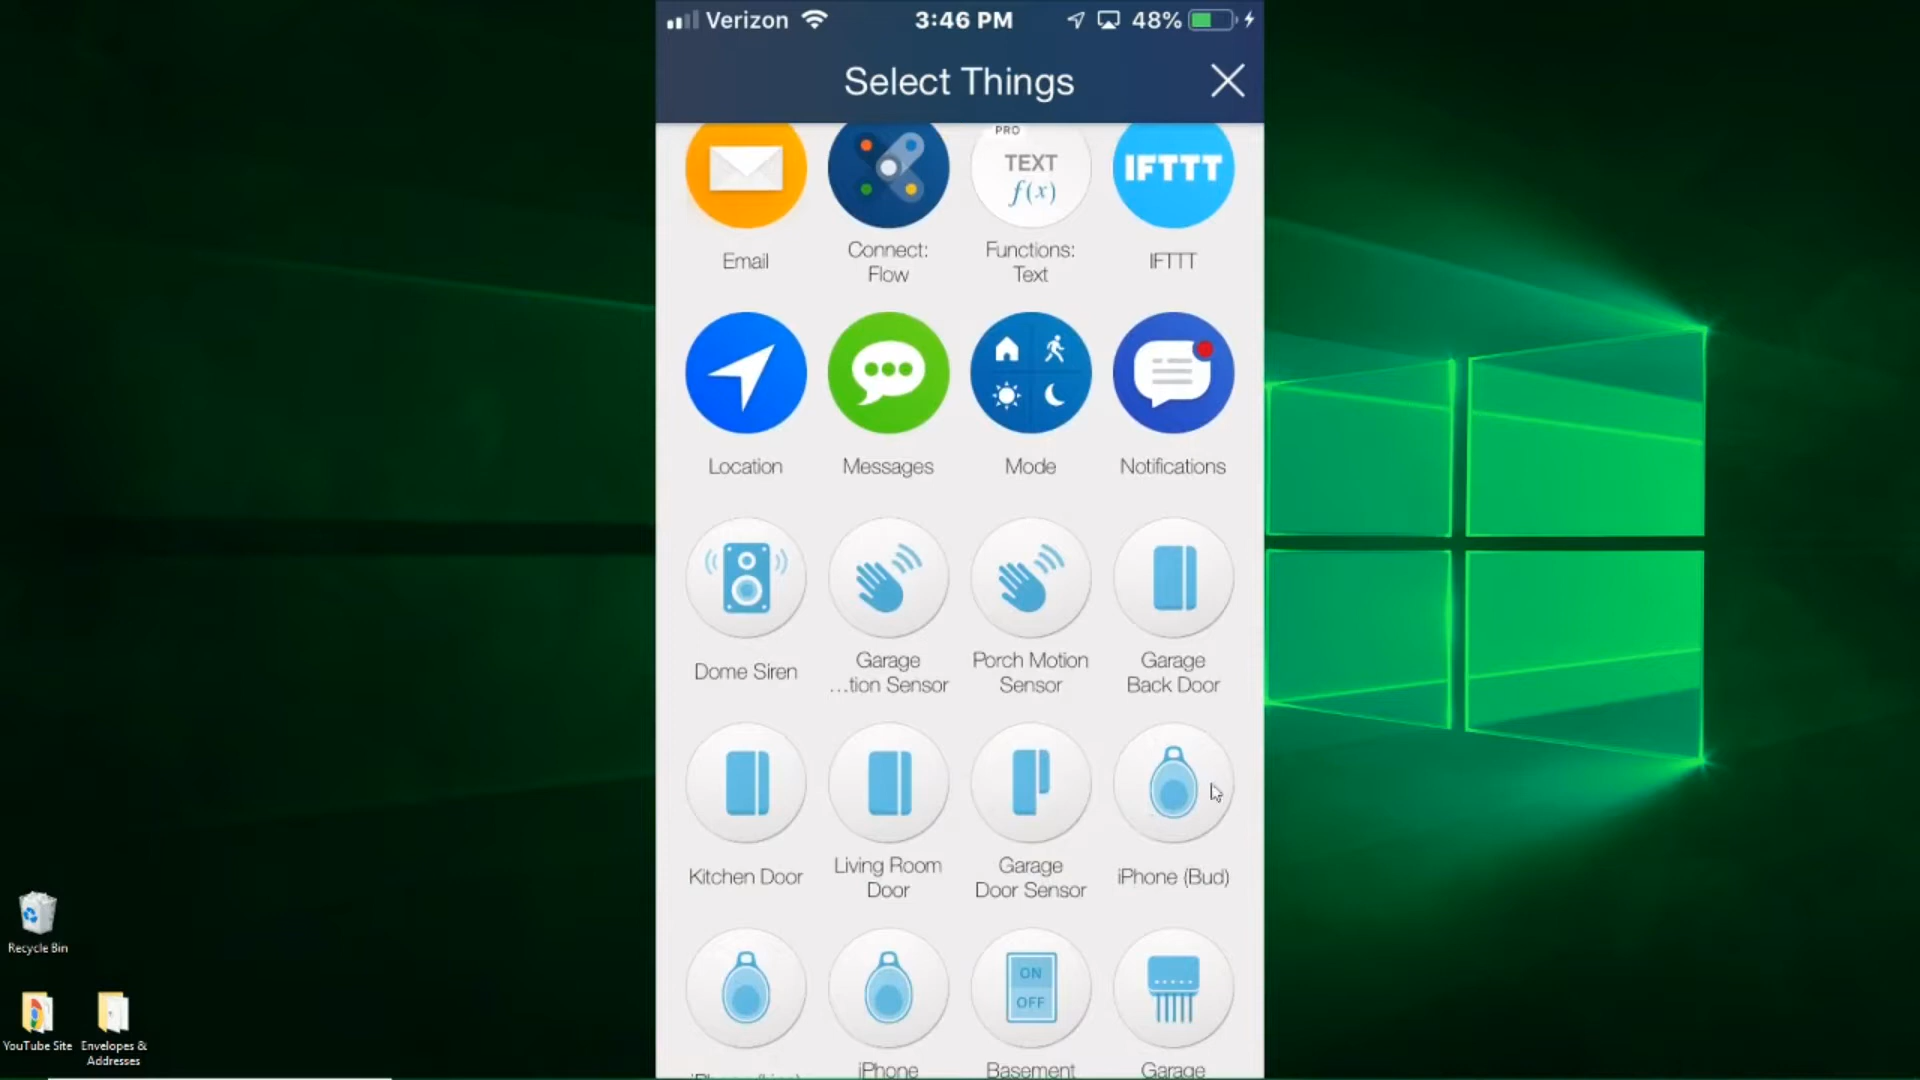 Verizon 3:46 PM 48%
Select Things
PRO
TEXT
f(x)
IFTTT
Email
Connect:
Flow
Functions:
Text
IFTTT
Location
Messages
Mode
Notifications
Dome Siren
Garage
...tion Sensor
Porch Motion
Sensor
Garage
Back Door
Kitchen Door
Living Room
Door
Garage
Door Sensor
iPhone (Bud)
ON
OFF
iPhone
Basement
Garage
Recycle Bin
YouTube Site
Envelopes &
Addresses